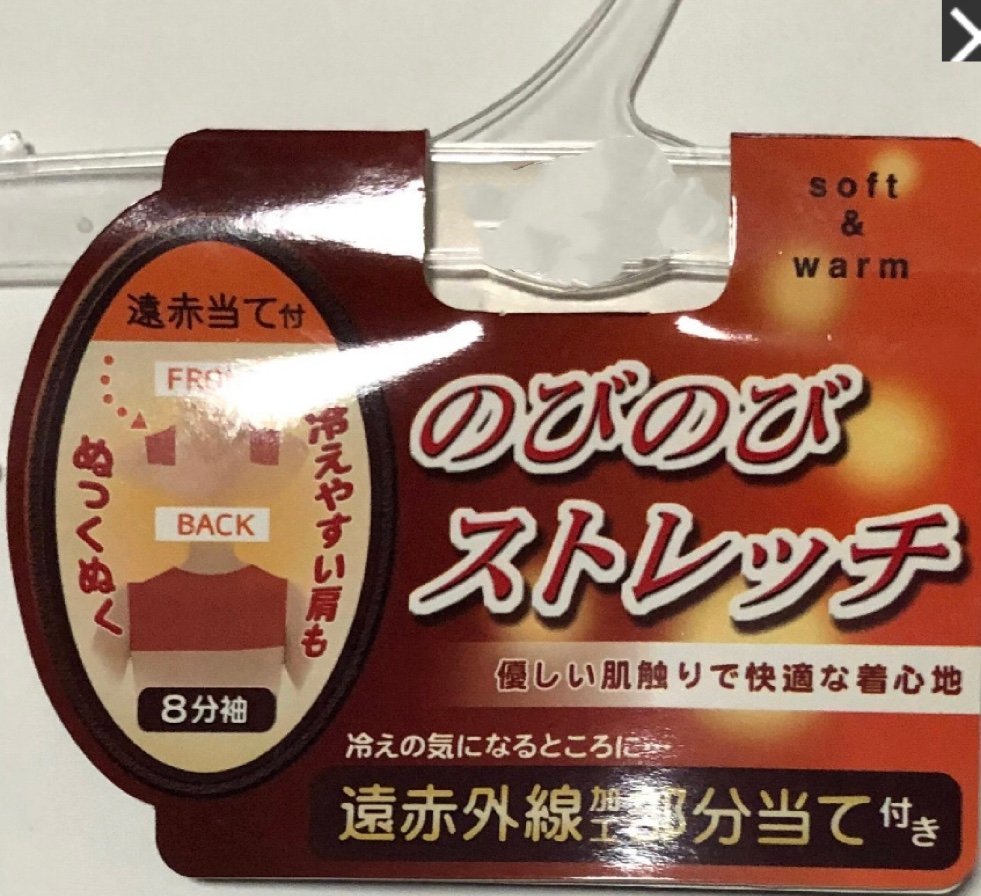 soft
&
warm
遠赤当て付
冷えやすい肩も
ぬっくぬく
BACK
8分袖
のびのび
ストレッチ
優しい肌触りで快適な着心地
冷えの気になるところに…
遠赤外線加工部分当て付き